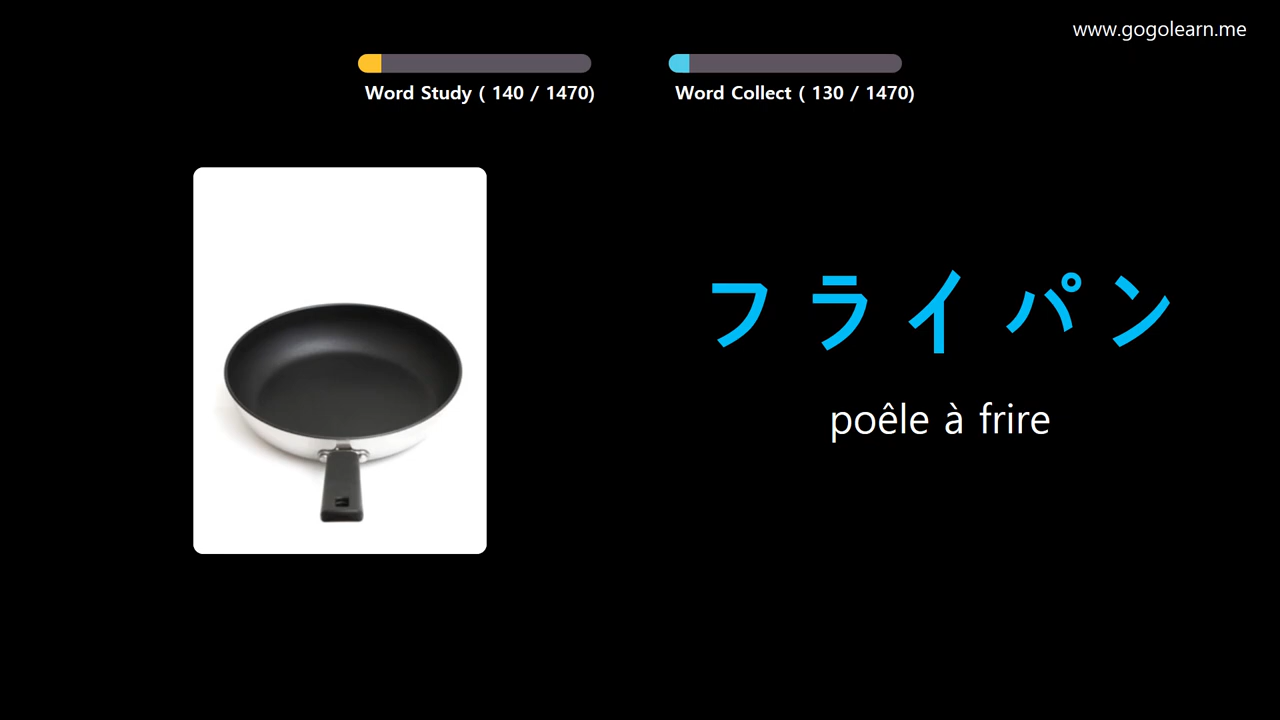 www.gogolearn.me
Word Study ( 140 / 1470)
Word Collect ( 130 / 1470)
フライパン
poêle à frire